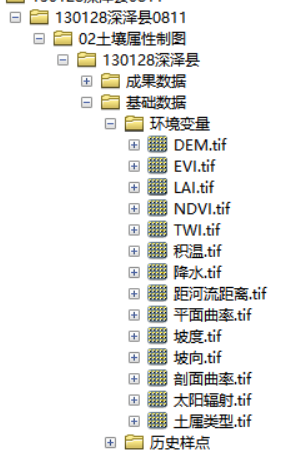 130128深泽县0811
02土壤属性制图
130128深泽县
成果数据
基础数据
环境变量
DEM.tif
EVI.tif
LAI.tif
NDVI.tif
TWI.tif
积温.tif
降水.tif
距河流距离.tif
平面曲率.tif
坡度.tif
坡向.tif
剖面曲率.tif
太阳辐射.tif
土属类型.tif
历史样点